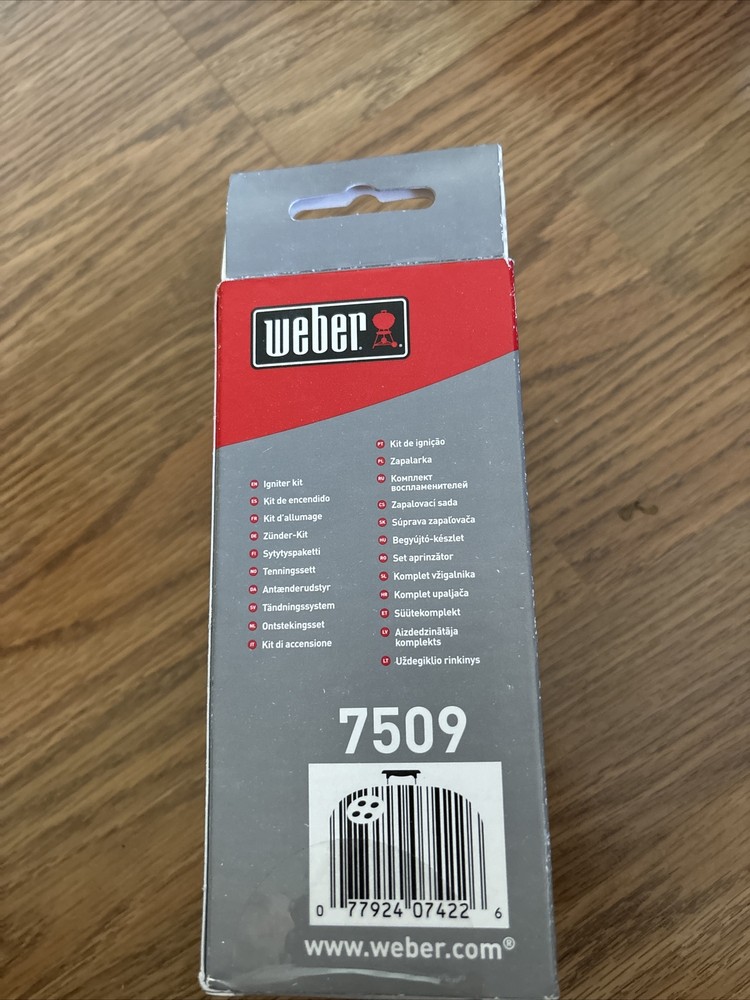 weber
EN Igniter kit
ES Kit de encendido
FR Kit d'allumage
DE Zünder-Kit
FI Sytytyspaketti
NO Tenningssett
DA Antænderudstyr
SV Tändningssystem
NL Ontstekingsset
IT Kit di accensione
PT Kit de ignição
PL Zapalarka
RU Комплект
воспламенителей
CS Zapalovací sada
SK Súprava zapaľovača
HU Begyújtó-készlet
RO Set aprinzător
SL Komplet vžigalnika
HR Komplet upaljača
ET Süütekomplekt
LV Aizdedzinātāja
komplekts
LT Uždegiklio rinkinys
7509
0 77924 07422 6
www.weber.com®